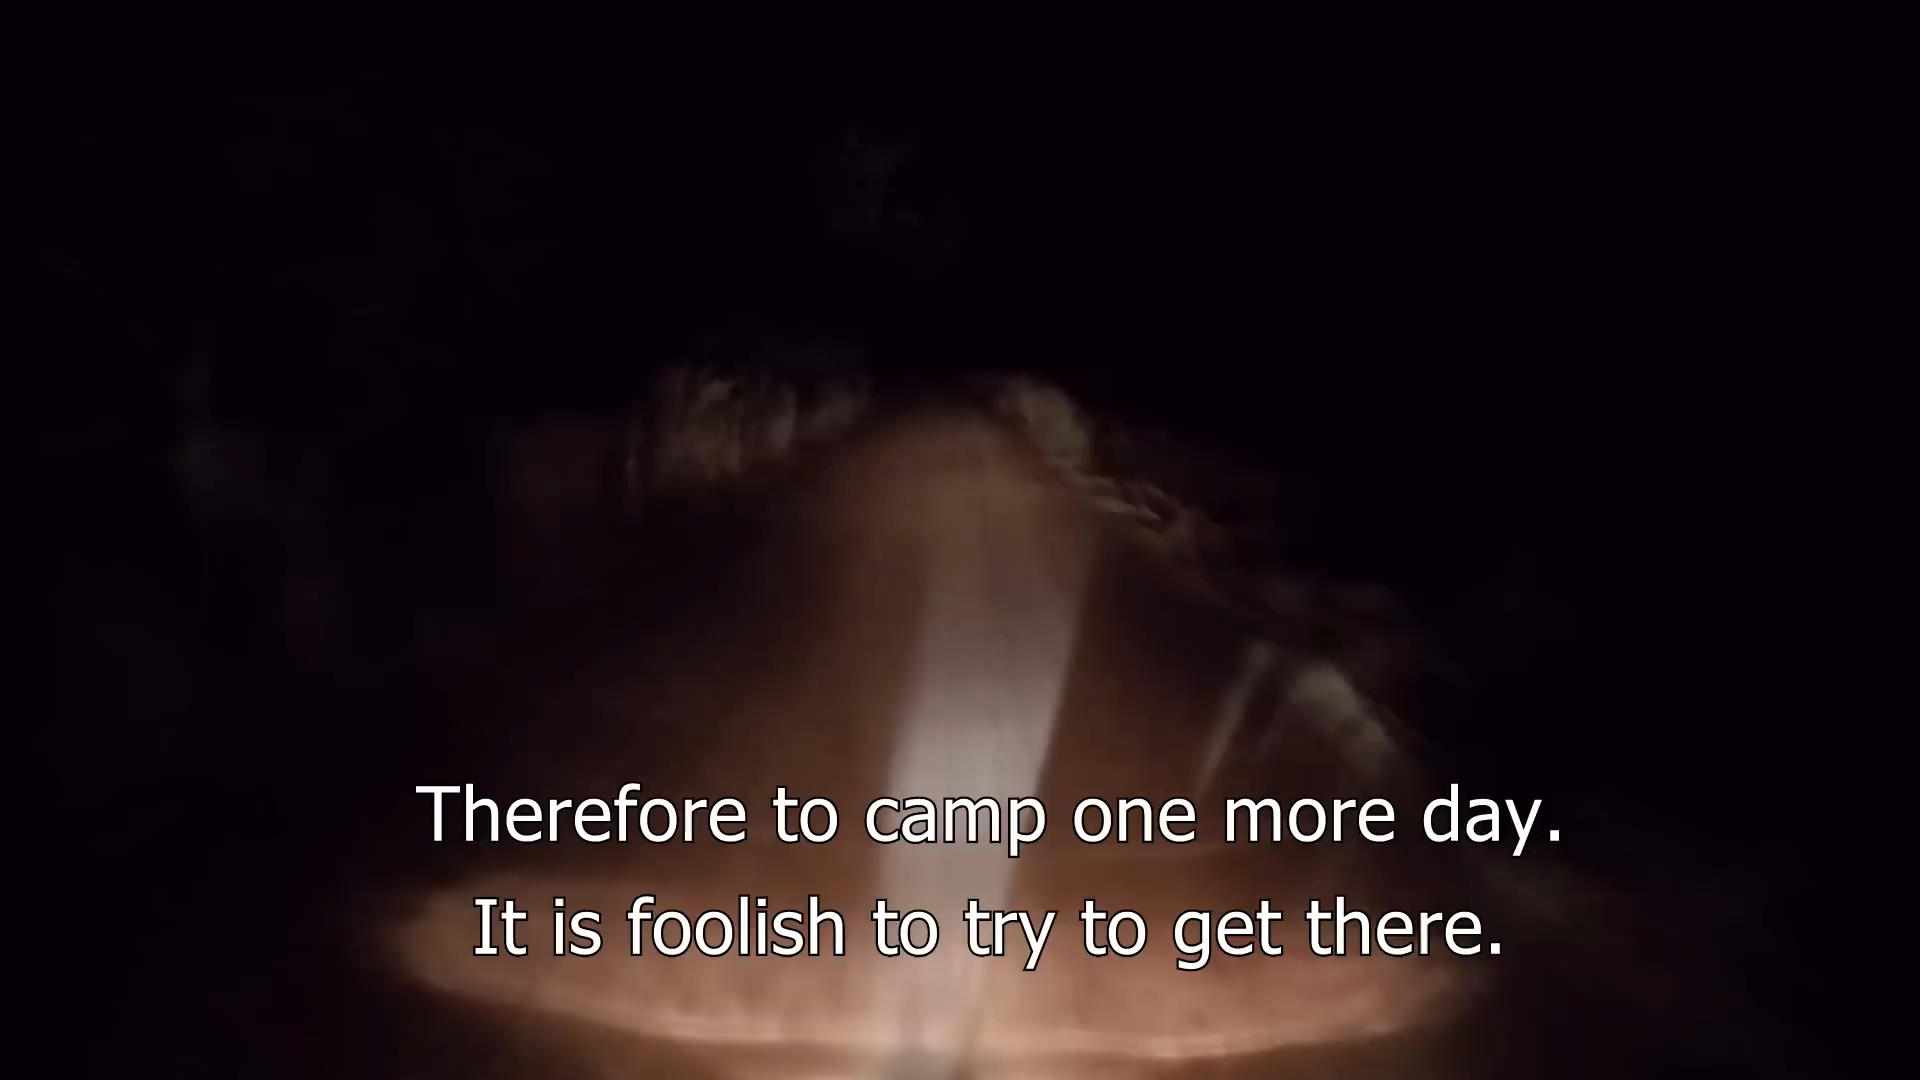 Therefore to camp one more day.
It is foolish to try to get there.